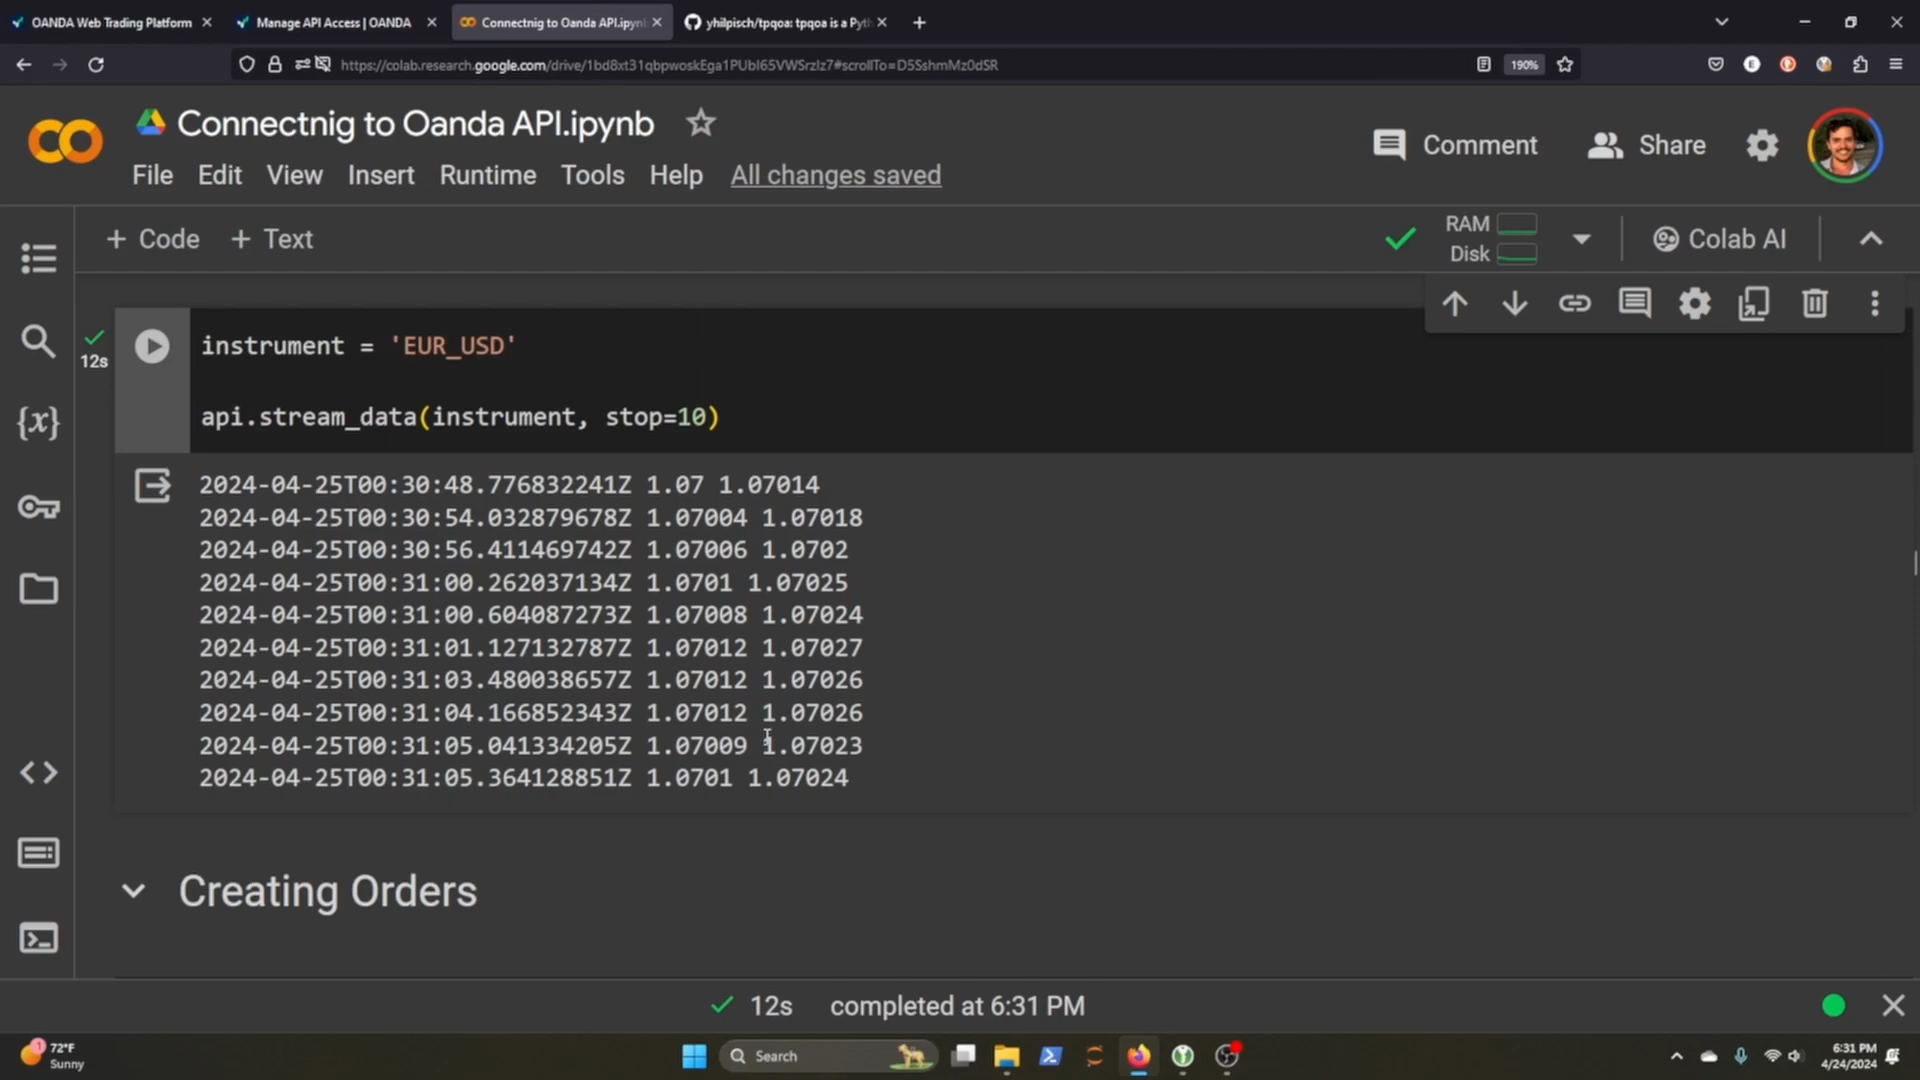 OANDA Web Trading Platform
Manage API Access | OANDA
Connectnig to Oanda API.ipynb
yhilpisch/tpqoa: tpqoa is a Pyth
https://colab.research.google.com/drive/1bd8xt31qbpwoskEga1PUbI65VWSrzIz7#scrollTo=D5SshmMz0dSR
190%
Connectnig to Oanda API.ipynb
Comment
Share
File Edit View Insert Runtime Tools Help All changes saved
+ Code + Text
RAM
Disk
Colab AI
12s
instrument = 'EUR_USD'
api.stream_data(instrument, stop=10)
2024-04-25T00:30:48.776832241Z 1.07 1.07014
2024-04-25T00:30:54.032879678Z 1.07004 1.07018
2024-04-25T00:30:56.411469742Z 1.07006 1.0702
2024-04-25T00:31:00.262037134Z 1.0701 1.07025
2024-04-25T00:31:00.604087273Z 1.07008 1.07024
2024-04-25T00:31:01.127132787Z 1.07012 1.07027
2024-04-25T00:31:03.480038657Z 1.07012 1.07026
2024-04-25T00:31:04.166852343Z 1.07012 1.07026
2024-04-25T00:31:05.041334205Z 1.07009 1.07023
2024-04-25T00:31:05.364128851Z 1.0701 1.07024
Creating Orders
12s completed at 6:31 PM
1
72°F
Sunny
Search
6:31 PM
4/24/2024